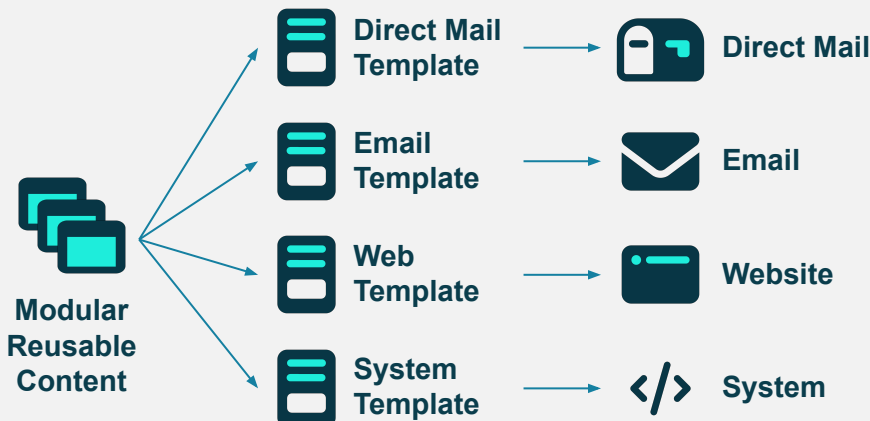 Direct Mail
Template
Direct Mail
Email
Template
Email
Modular
Reusable
Content
Web
Template
Website
System
Template
System